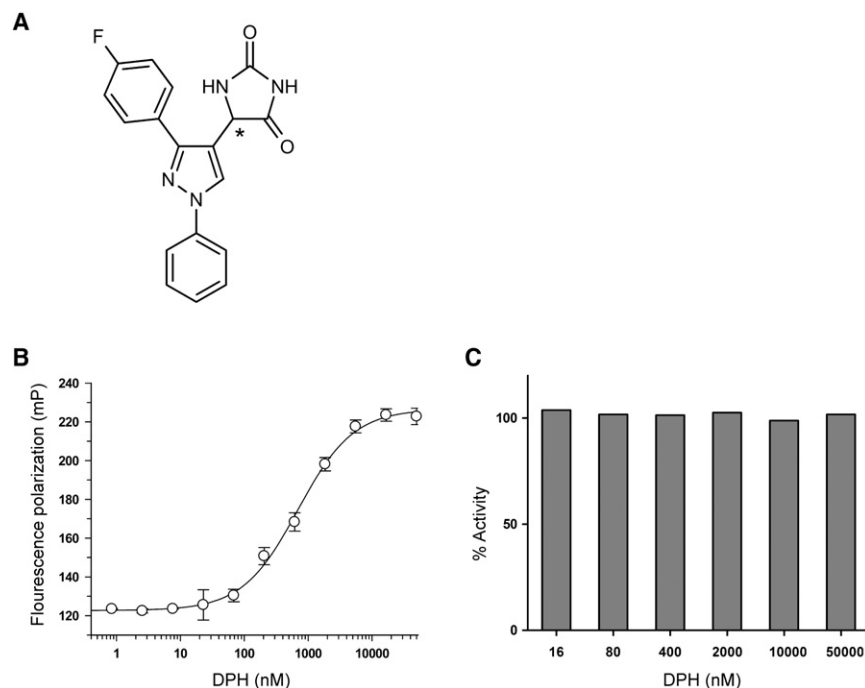 A
F
O
HN
NH
*
O
N
N
B
Flourescence polarization (mP)
240
220
200
180
160
140
120
1 10 100 1000 10000
DPH (nM)
C
% Activity
100
50
0
16 80 400 2000 10000 50000
DPH (nM)